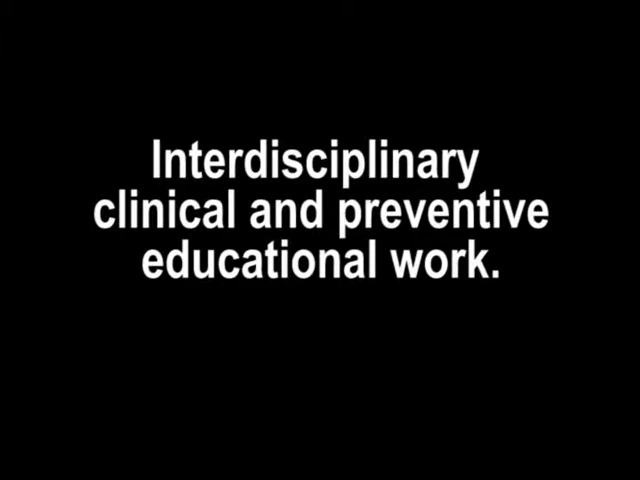 Interdisciplinary
clinical and preventive
educational work.